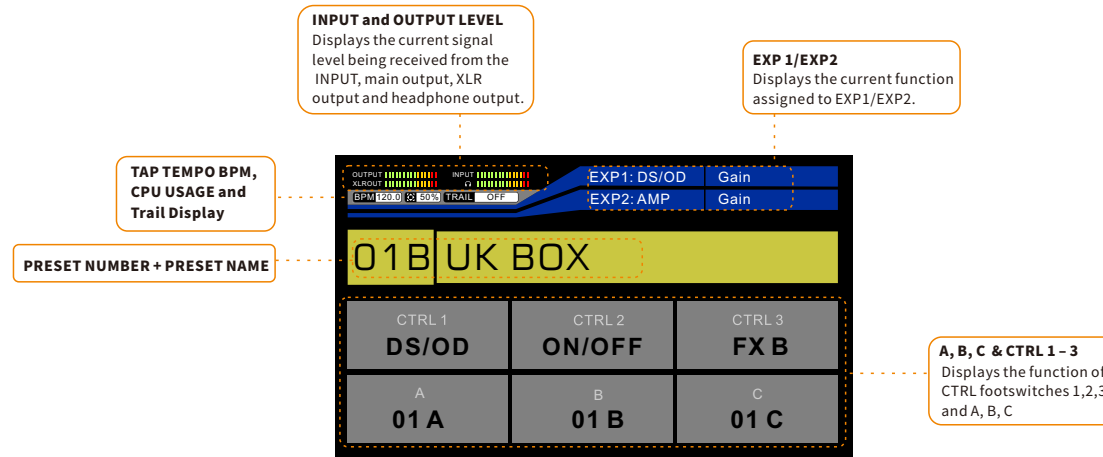 INPUT and OUTPUT LEVEL
Displays the current signal
level being received from the
INPUT, main output, XLR
output and headphone output.
EXP 1/EXP2
Displays the current function
assigned to EXP1/EXP2.
TAP TEMPO BPM,
CPU USAGE and
Trail Display
OUTPUT INPUT
XLROUT
BPM 120.0 50% TRAIL OFF
EXP1: DS/OD Gain
EXP2: AMP Gain
PRESET NUMBER + PRESET NAME
01B UK BOX
CTRL 1 CTRL 2 CTRL 3
DS/OD ON/OFF FX B
A B C
01 A 01 B 01 C
A, B, C & CTRL 1 – 3
Displays the function of
CTRL footswitches 1,2,3
and A, B, C